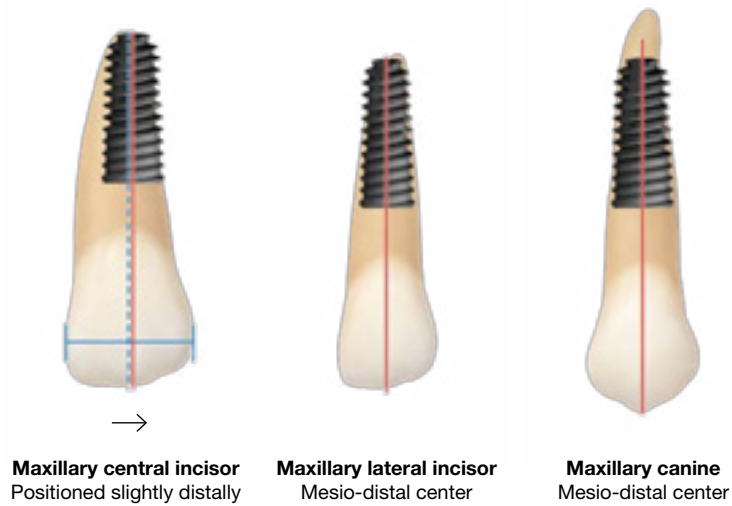 Maxillary central incisor
Positioned slightly distally
Maxillary lateral incisor
Mesio-distal center
Maxillary canine
Mesio-distal center